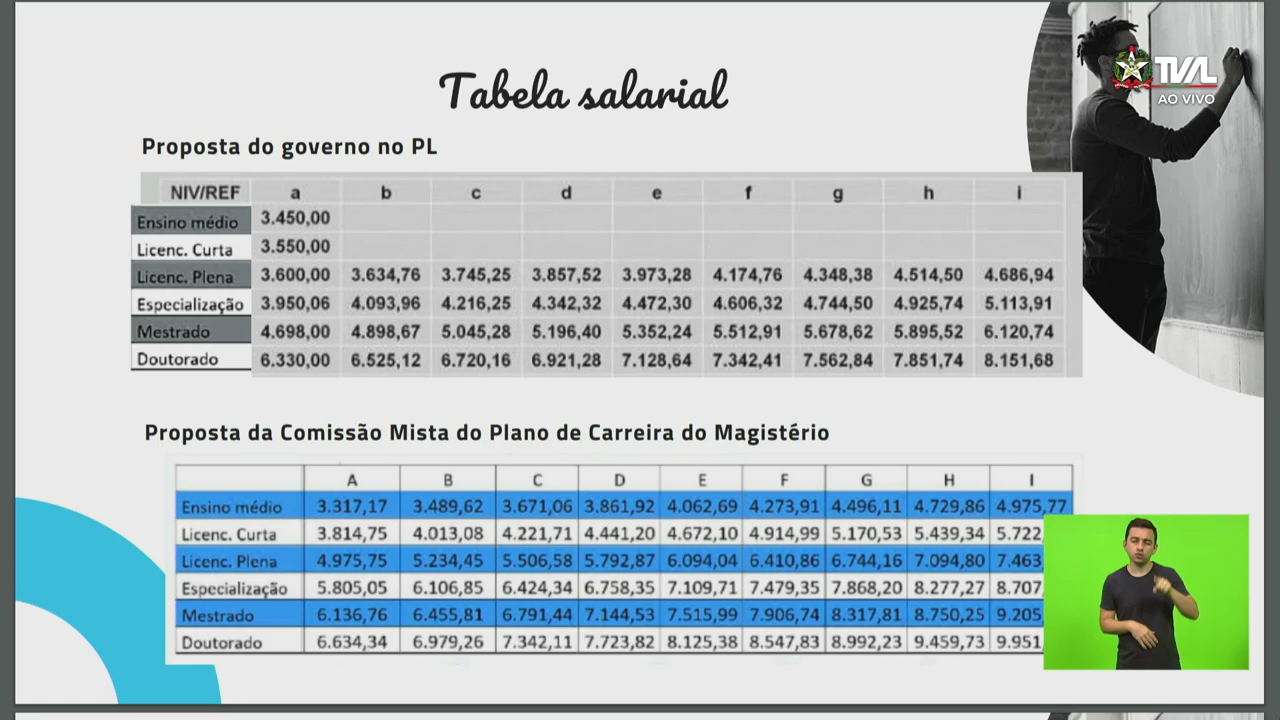 Tabela salarial
TVAL
AO VIVO
Proposta do governo no PL
NIV/REF a b c d e f g h i
Ensino médio 3.450,00
Licenc. Curta 3.550,00
Licenc. Plena 3.600,00 3.634,76 3.745,25 3.857,52 3.973,28 4.174,76 4.348,38 4.514,50 4.686,94
Especialização 3.950,06 4.093,96 4.216,25 4.342,32 4.472,30 4.606,32 4.744,50 4.925,74 5.113,91
Mestrado 4.698,00 4.898,67 5.045,28 5.196,40 5.352,24 5.512,91 5.678,62 5.895,52 6.120,74
Doutorado 6.330,00 6.525,12 6.720,16 6.921,28 7.128,64 7.342,41 7.562,84 7.851,74 8.151,68
Proposta da Comissão Mista do Plano de Carreira do Magistério
A B C D E F G H I
Ensino médio 3.317,17 3.489,62 3.671,06 3.861,92 4.062,69 4.273,91 4.496,11 4.729,86 4.975,77
Licenc. Curta 3.814,75 4.013,08 4.221,71 4.441,20 4.672,10 4.914,99 5.170,53 5.439,34 5.722,
Licenc. Plena 4.975,75 5.234,45 5.506,58 5.792,87 6.094,04 6.410,86 6.744,16 7.094,80 7.463
Especialização 5.805,05 6.106,85 6.424,34 6.758,35 7.109,71 7.479,35 7.868,20 8.277,27 8.707,
Mestrado 6.136,76 6.455,81 6.791,44 7.144,53 7.515,99 7.906,74 8.317,81 8.750,25 9.205,
Doutorado 6.634,34 6.979,26 7.342,11 7.723,82 8.125,38 8.547,83 8.992,23 9.459,73 9.951,